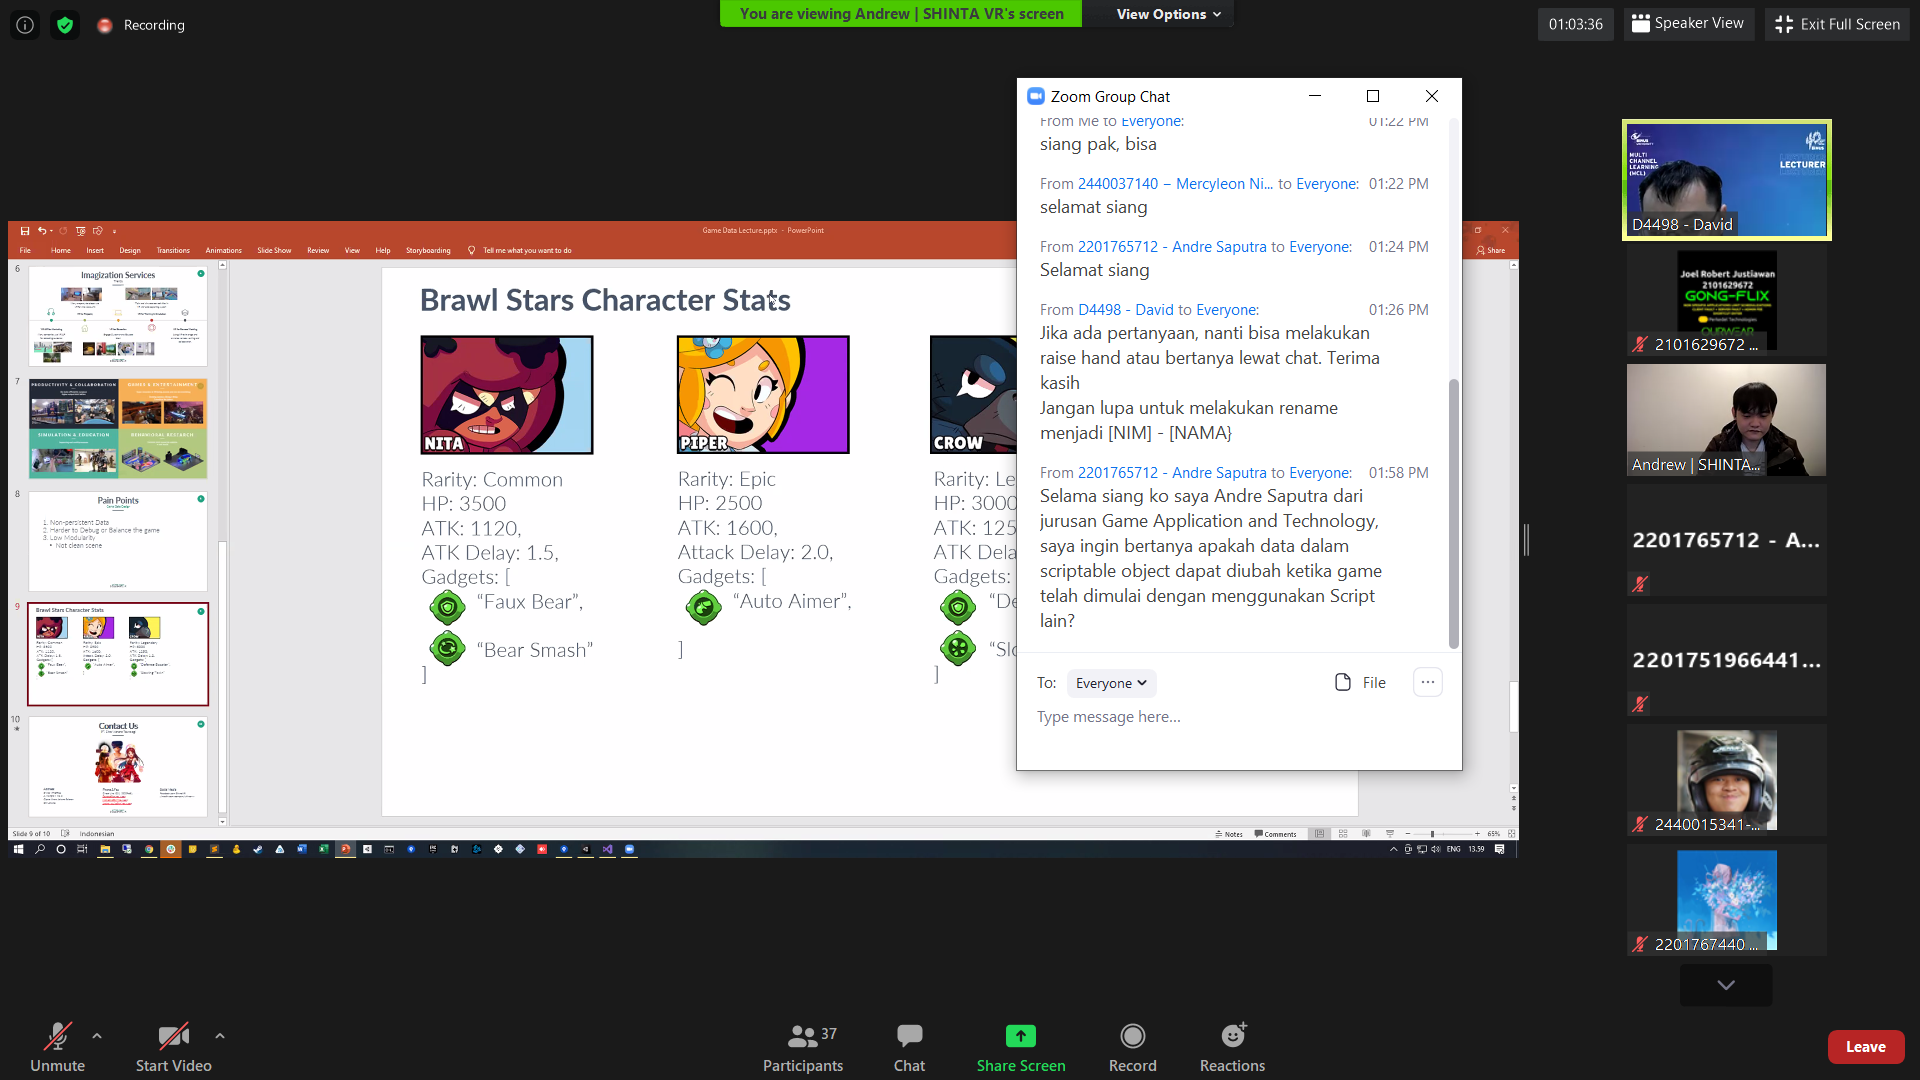 Recording
You are viewing Andrew | SHINTA VR's screen
View Options
01:03:36
Speaker View
Exit Full Screen
Game Data Lecture.pptx - PowerPoint
File Home Insert Design Transitions Animations Slide Show Review View Help Storyboarding Tell me what you want to do
Share
6
Imagization Services
7
PRODUCTIVITY & COLLABORATION
GAMES & ENTERTAINMENT
SIMULATION & EDUCATION
BEHAVIORAL RESEARCH
8
Pain Points
1. Non-persistent Data
2. Harder to Debug or Balance the game
3. Low Modularity
• Not clean scene
9
Brawl Stars Character Stats
10
Contact Us
Brawl Stars Character Stats
NITA
Rarity: Common
HP: 3500
ATK: 1120,
ATK Delay: 1.5,
Gadgets: [
“Faux Bear”,
“Bear Smash”
]
PIPER
Rarity: Epic
HP: 2500
ATK: 1600,
Attack Delay: 2.0,
Gadgets: [
“Auto Aimer”,
]
CROW
Rarity: Le
HP: 3000
ATK: 125
ATK Dela
Gadgets:
“De
“Slo
]
Zoom Group Chat
From Me to Everyone: 01:22 PM
siang pak, bisa
From 2440037140 – Mercyleon Ni... to Everyone: 01:22 PM
selamat siang
From 2201765712 - Andre Saputra to Everyone: 01:24 PM
Selamat siang
From D4498 - David to Everyone: 01:26 PM
Jika ada pertanyaan, nanti bisa melakukan
raise hand atau bertanya lewat chat. Terima
kasih
Jangan lupa untuk melakukan rename
menjadi [NIM] - [NAMA}
From 2201765712 - Andre Saputra to Everyone: 01:58 PM
Selama siang ko saya Andre Saputra dari
jurusan Game Application and Technology,
saya ingin bertanya apakah data dalam
scriptable object dapat diubah ketika game
telah dimulai dengan menggunakan Script
lain?
To: Everyone
File
Type message here...
Slide 9 of 10
Indonesian
Notes
Comments
65%
ENG
13.59
MULTI
CHANNEL
LEARNING
(MCL)
LECTURER
D4498 - David
Joel Robert Justiawan
2101629672
GONG-FLIX
2101629672 ...
Andrew | SHINTA...
2201765712 - A...
2201751966441...
2440015341-...
2201767440 ...
Unmute
Start Video
37
Participants
Chat
Share Screen
Record
Reactions
Leave